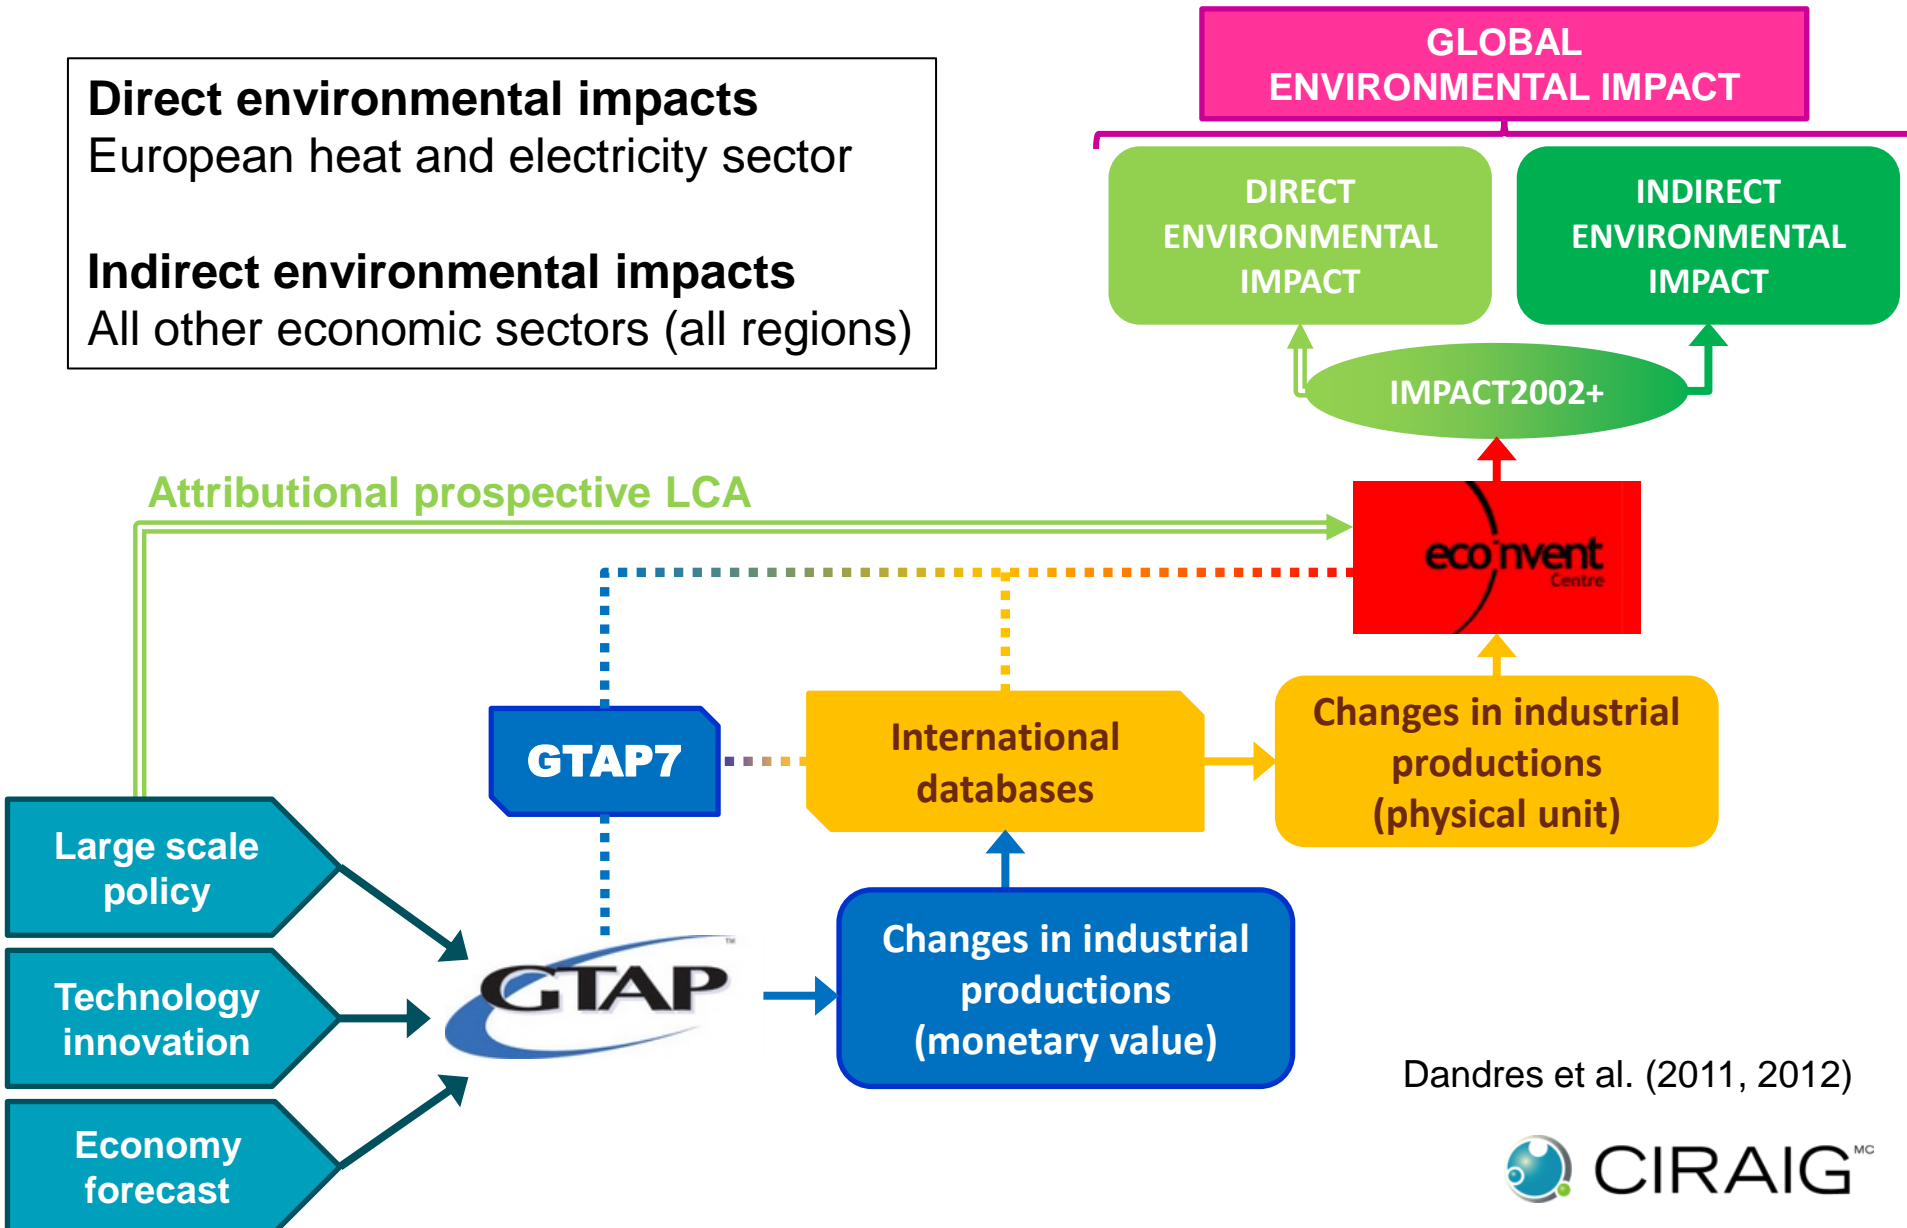 GLOBAL
ENVIRONMENTAL IMPACT
Direct environmental impacts
European heat and electricity sector
Indirect environmental impacts
All other economic sectors (all regions)
DIRECT
ENVIRONMENTAL
IMPACT
INDIRECT
ENVIRONMENTAL
IMPACT
IMPACT2002+
Attributional prospective LCA
ecoinvent
Centre
GTAP7
International
databases
Changes in industrial
productions
(physical unit)
Large scale
policy
Technology
innovation
Economy
forecast
GTAP TM
Changes in industrial
productions
(monetary value)
Dandres et al. (2011, 2012)
CIRAIG MC